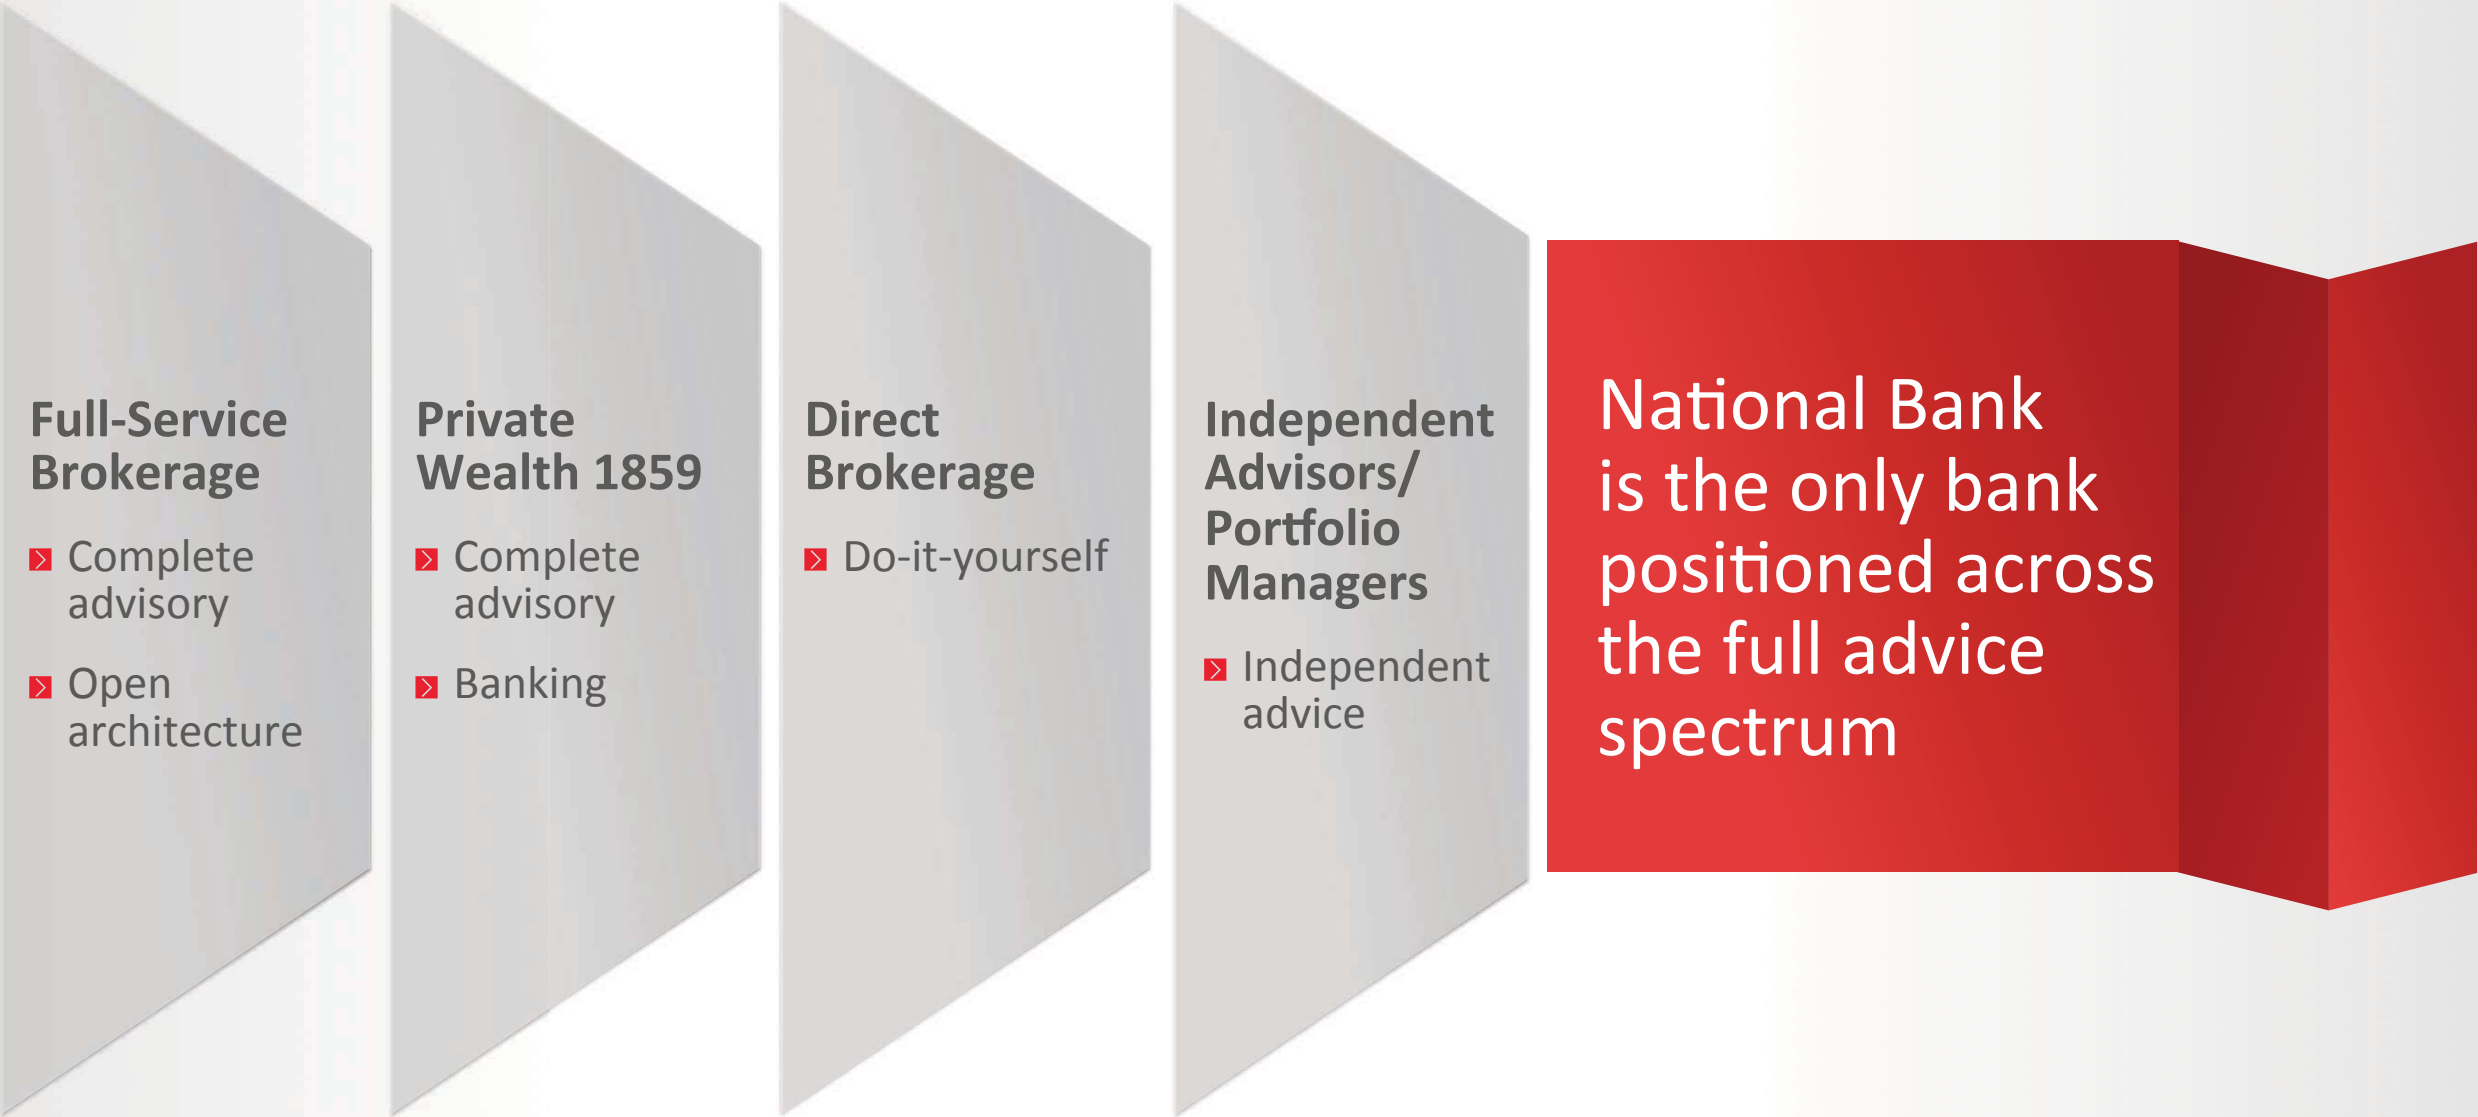 Full-Service
Brokerage
Complete
advisory
Open
architecture
Private
Wealth 1859
Complete
advisory
Banking
Direct
Brokerage
Do-it-yourself
Independent
Advisors/
Portfolio
Managers
Independent
advice
National Bank
is the only bank
positioned across
the full advice
spectrum